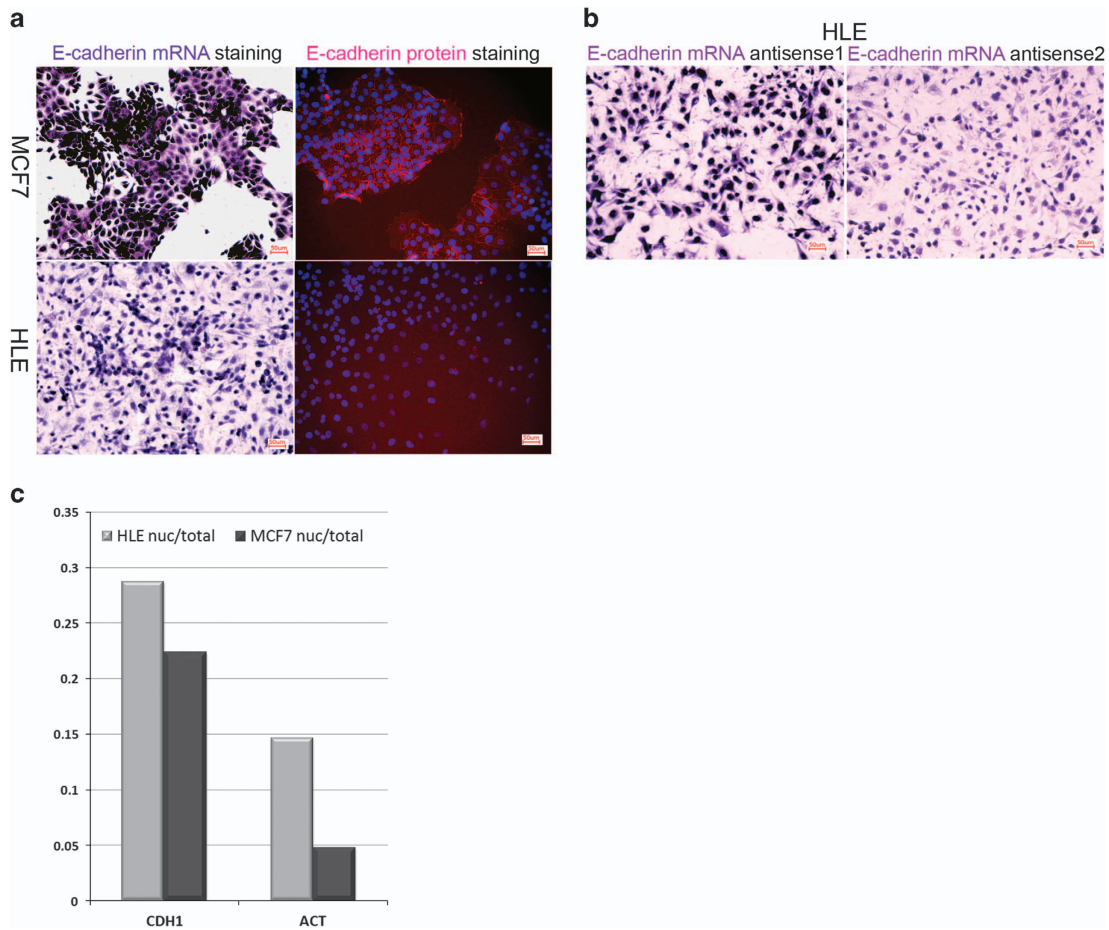 a
E-cadherin mRNA staining
E-cadherin protein staining
MCF7
50um
50um
HLE
50um
50um
b
HLE
E-cadherin mRNA antisense1
E-cadherin mRNA antisense2
50um
50um
c
0.35
HLE nuc/total
MCF7 nuc/total
0.3
0.25
0.2
0.15
0.1
0.05
0
CDH1
ACT